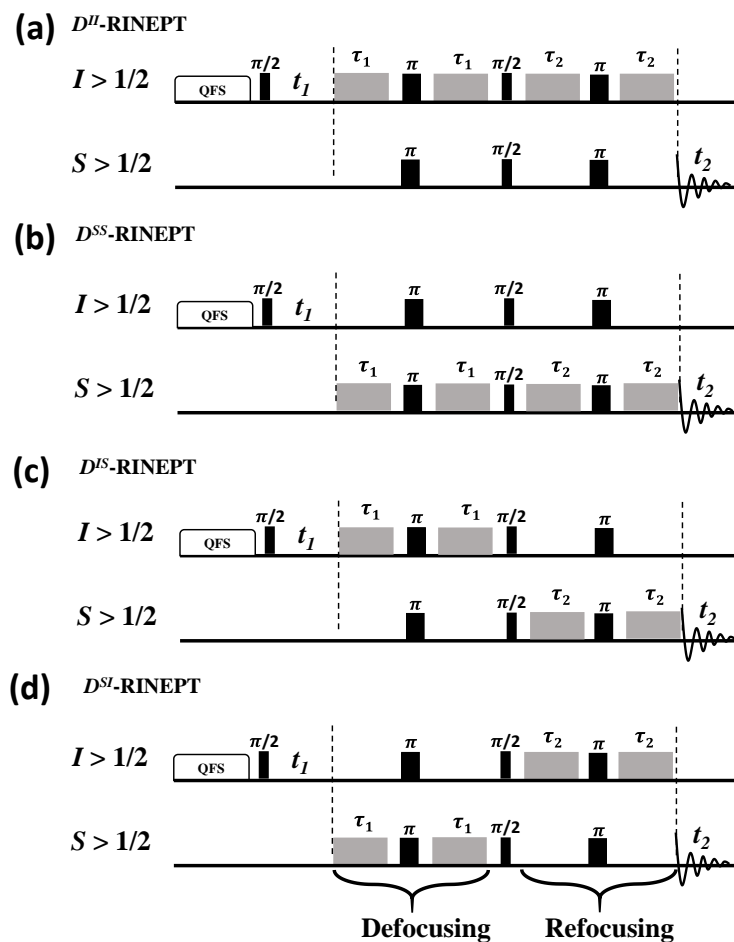 (a) D^II-RINEPT
π/2 τ₁ π τ₁ π/2 τ₂ π τ₂
I > 1/2 QFS t₁
π π/2 π
S > 1/2 t₂
(b) D^SS-RINEPT
π/2 π π/2 π
I > 1/2 QFS t₁
τ₁ π τ₁ π/2 τ₂ π τ₂
S > 1/2 t₂
(c) D^IS-RINEPT
π/2 τ₁ π τ₁ π/2 π
I > 1/2 QFS t₁
π π/2 τ₂ π τ₂
S > 1/2 t₂
(d) D^SI-RINEPT
π/2 π π/2 τ₂ π τ₂
I > 1/2 QFS t₁
τ₁ π τ₁ π/2 π
S > 1/2 t₂
Defocusing Refocusing